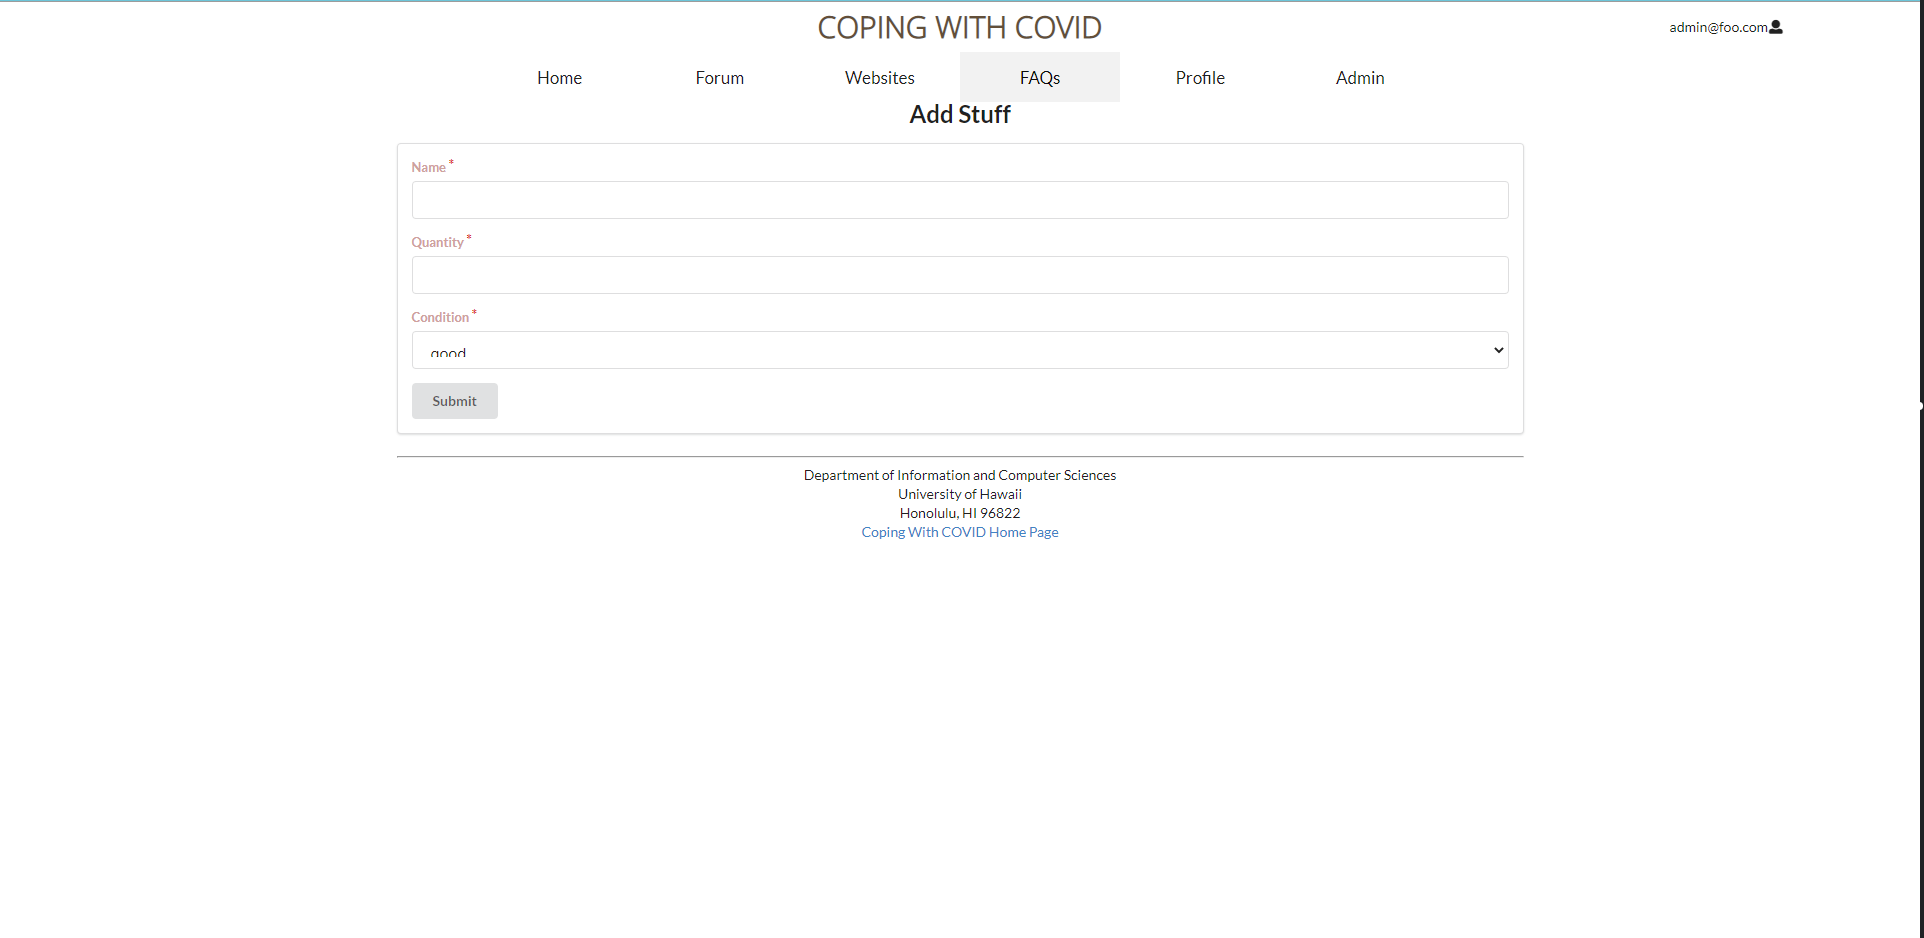 COPING WITH COVID
admin@foo.com
Home Forum Websites FAQs Profile Admin
Add Stuff
Name *
Quantity *
Condition *
good
Submit
Department of Information and Computer Sciences
University of Hawaii
Honolulu, HI 96822
Coping With COVID Home Page